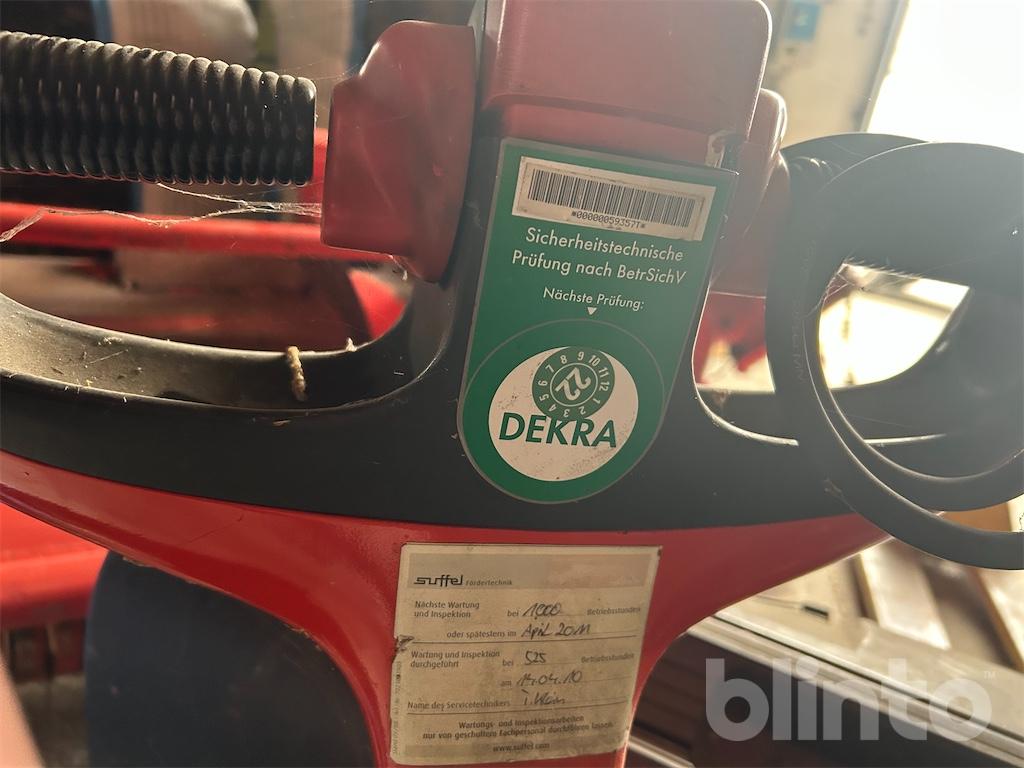 *00000059357T*
Sicherheitstechnische
Prüfung nach BetrSichV
Nächste Prüfung:
1 2 3 4 5 6 7 8 9 10 11 12
22
DEKRA
suffel Fördertechnik
Nächste Wartung
und Inspektion bei 1000 Betriebsstunden
oder spätestens im April 2011
Wartung und Inspektion
durchgeführt bei 525 Betriebsstunden
am 14.04.10
Name des Servicetechnikers
Wartungs- und Inspektionsarbeiten
nur von geschultem Fachpersonal durchführen lassen.
www.suffel.com
blinto™